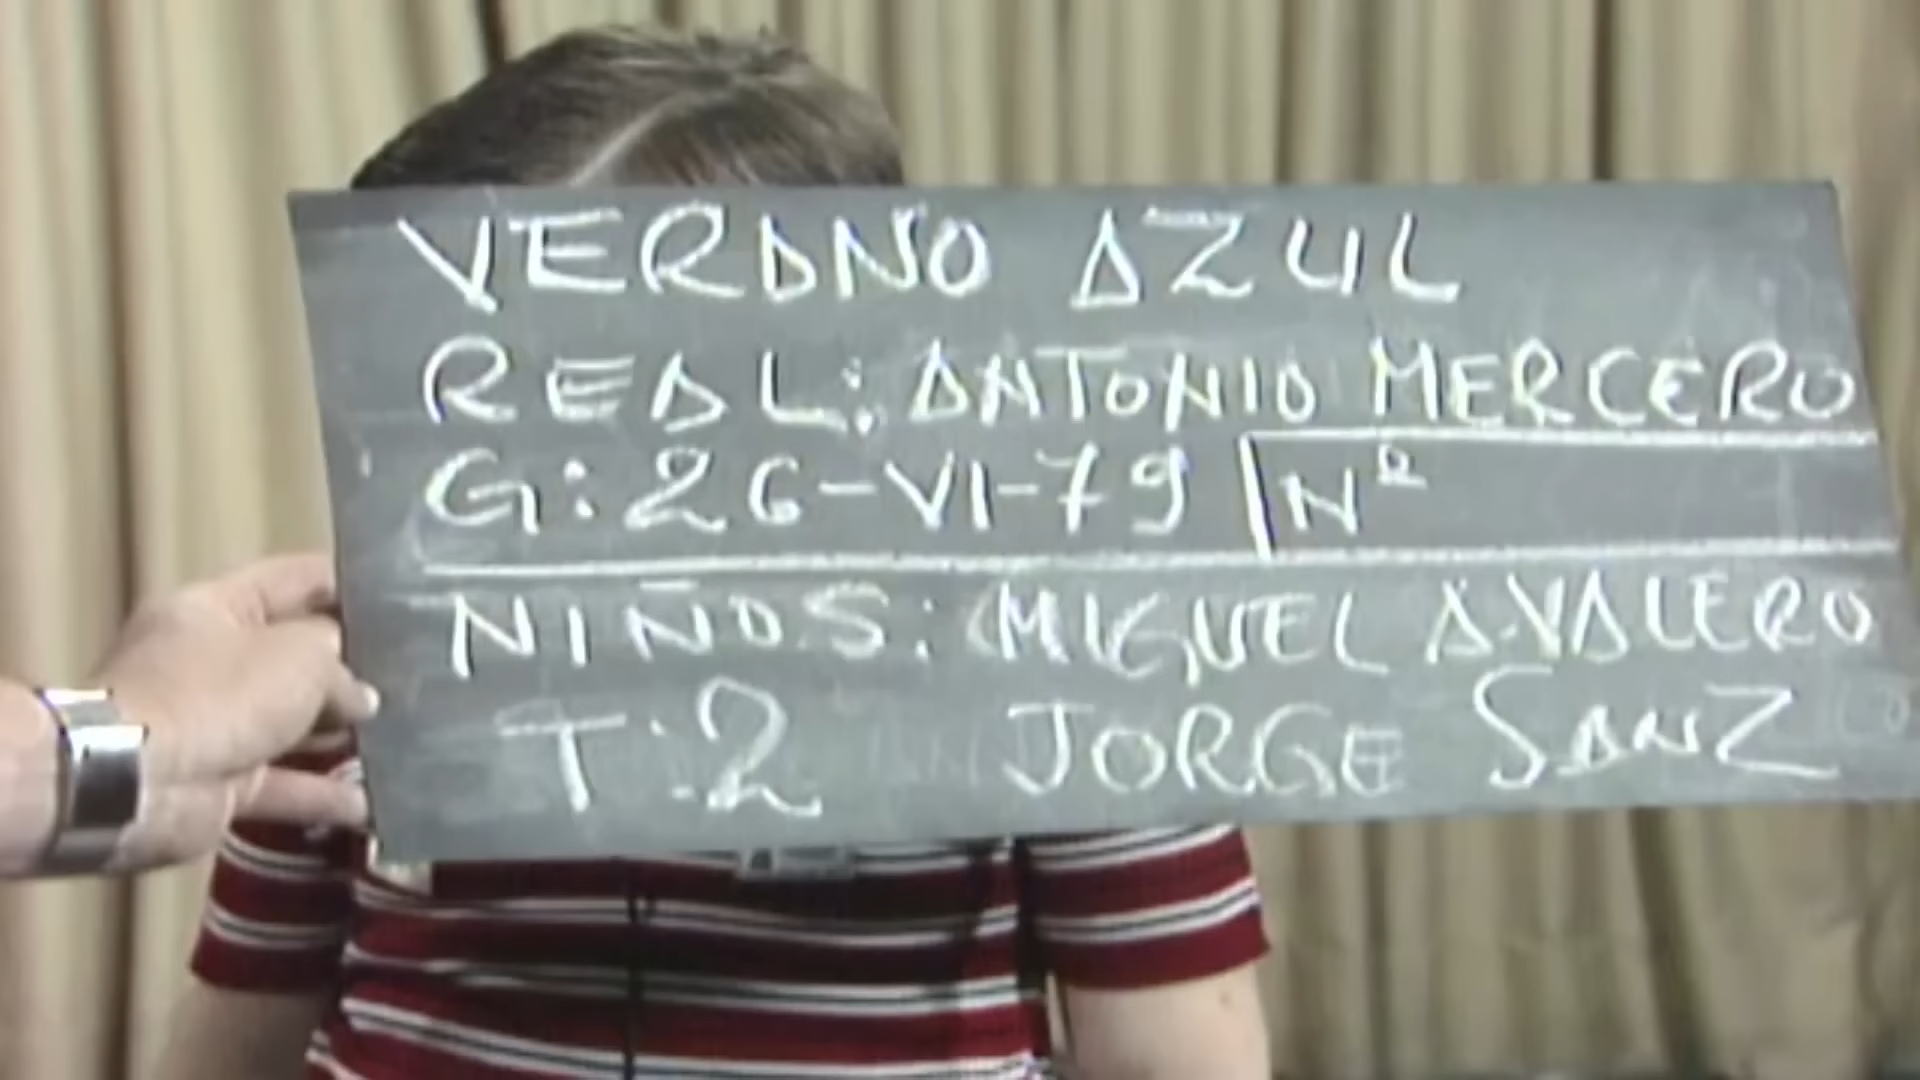 VERANO AZUL
REAL: ANTONIO MERCERO
G: 26-VI-79 Nº
NIÑOS: MIGUEL A. VALERO
T: 2 JORGE SANZ